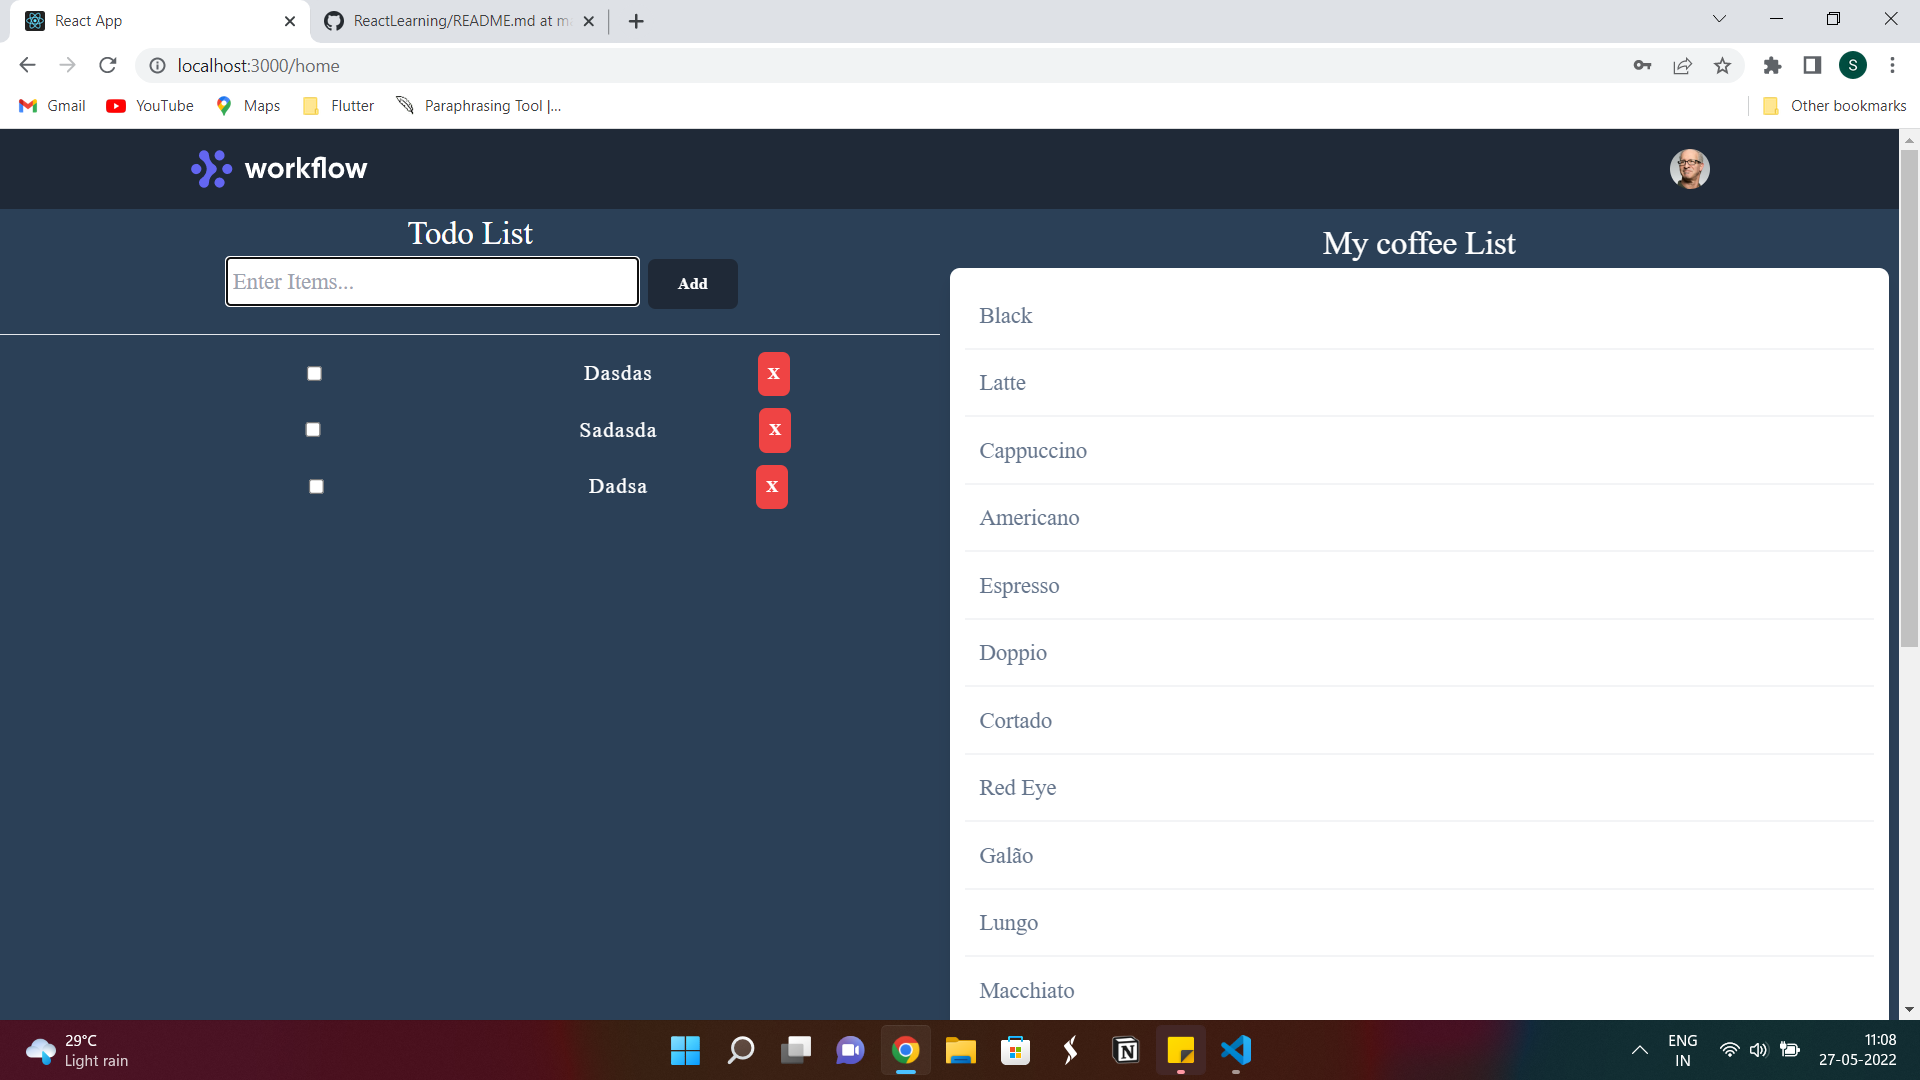 React App
ReactLearning/README.md at m
localhost:3000/home
S
Gmail
YouTube
Maps
Flutter
Paraphrasing Tool |...
Other bookmarks
workflow
Todo List
Enter Items...
Add
Dasdas
X
Sadasda
X
Dadsa
X
My coffee List
Black
Latte
Cappuccino
Americano
Espresso
Doppio
Cortado
Red Eye
Galão
Lungo
Macchiato
29°C
Light rain
ENG
IN
11:08
27-05-2022